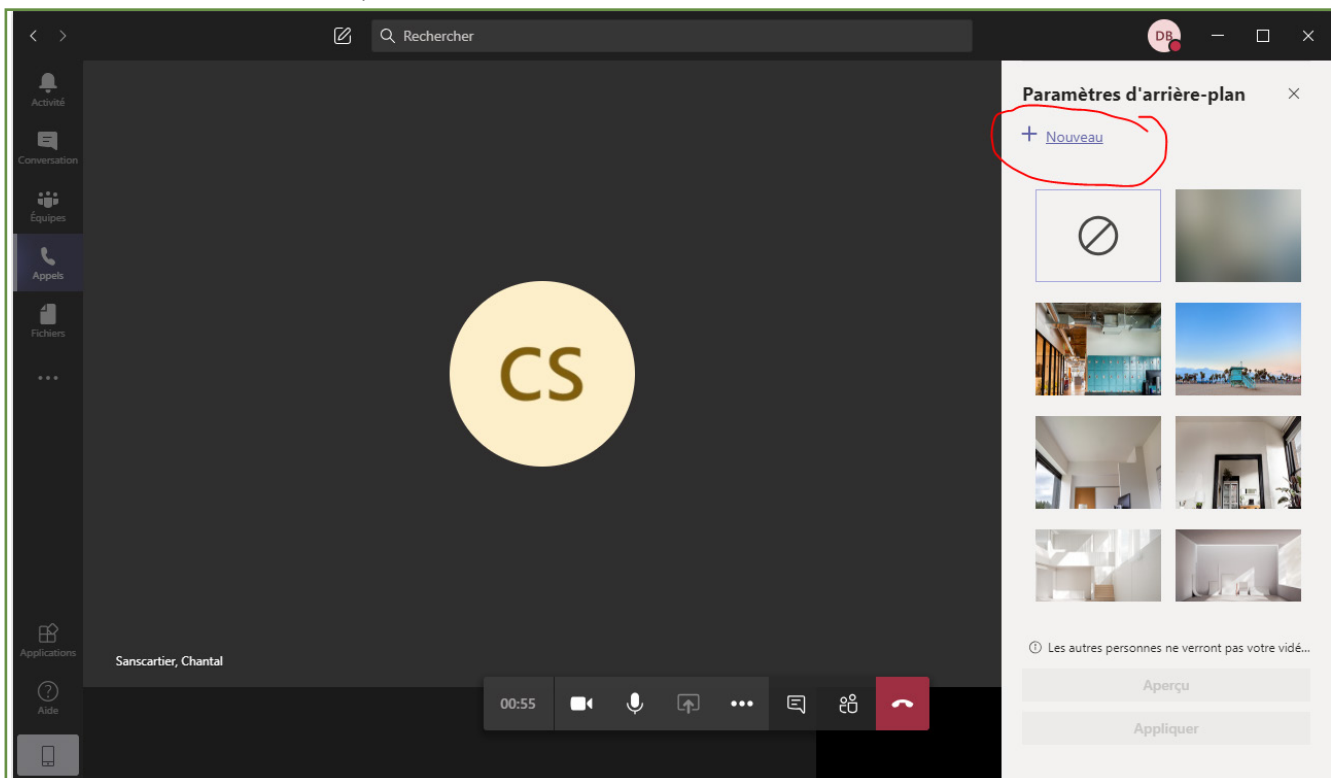 Rechercher
DB
Activité
Conversation
Équipes
Appels
Fichiers
Applications
Aide
CS
Sanscartier, Chantal
00:55
Paramètres d'arrière-plan
Nouveau
Les autres personnes ne verront pas votre vidé...
Aperçu
Appliquer